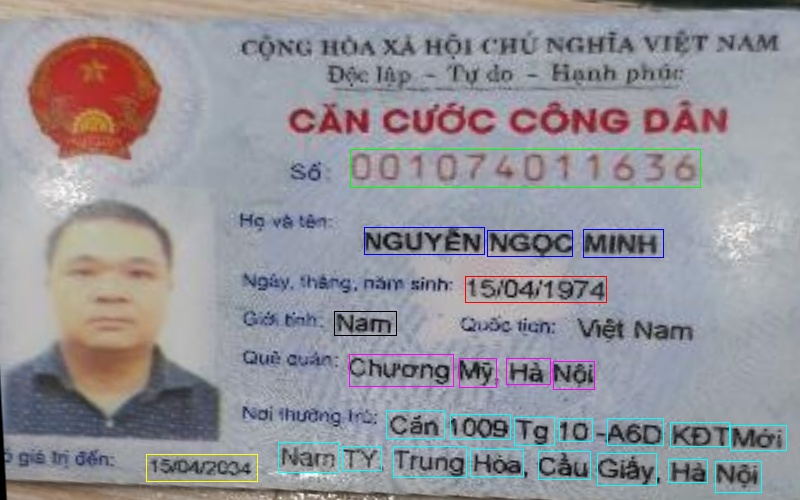 CỘNG HÒA XÃ HỘI CHỦ NGHĨA VIỆT NAM
Độc lập - Tự do - Hạnh phúc
CĂN CƯỚC CÔNG DÂN
Số: 001074011636
Họ và tên:
NGUYỄN NGỌC MINH
Ngày, tháng, năm sinh: 15/04/1974
Giới tính: Nam Quốc tịch: Việt Nam
Quê quán: Chương Mỹ, Hà Nội
Nơi thường trú: Căn 1009 Tg 10 -A6D KĐT Mới
Nam TY, Trung Hòa, Cầu Giấy, Hà Nội
ó giá trị đến: 15/04/2034